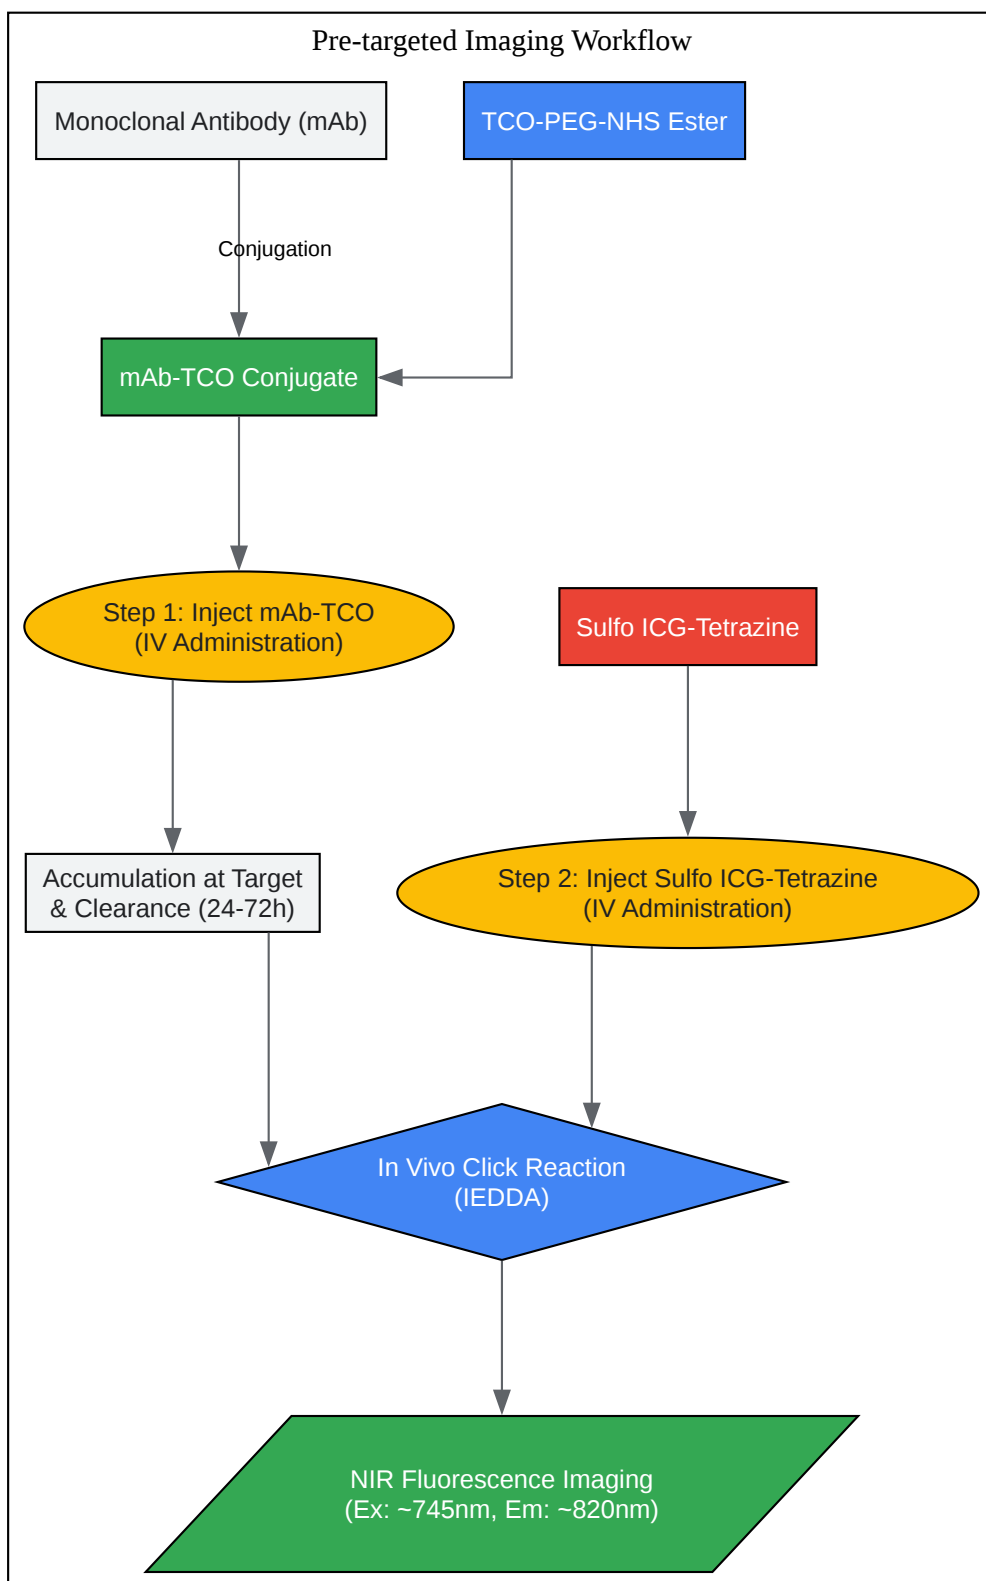 Pre-targeted Imaging Workflow
Monoclonal Antibody (mAb)
TCO-PEG-NHS Ester
Conjugation
mAb-TCO Conjugate
Step 1: Inject mAb-TCO
(IV Administration)
Sulfo ICG-Tetrazine
Accumulation at Target
& Clearance (24-72h)
Step 2: Inject Sulfo ICG-Tetrazine
(IV Administration)
In Vivo Click Reaction
(IEDDA)
NIR Fluorescence Imaging
(Ex: ~745nm, Em: ~820nm)